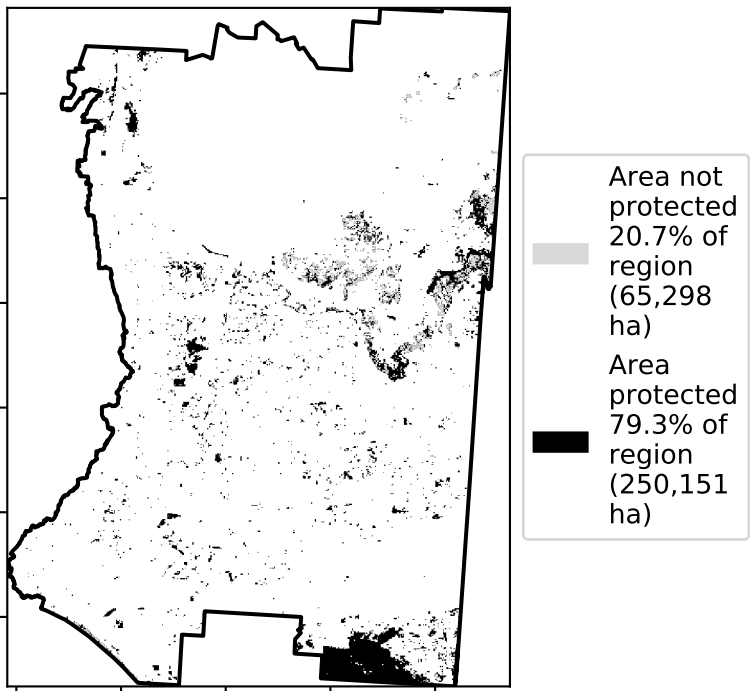 Area not
protected
20.7% of
region
(65,298
ha)
Area
protected
79.3% of
region
(250,151
ha)